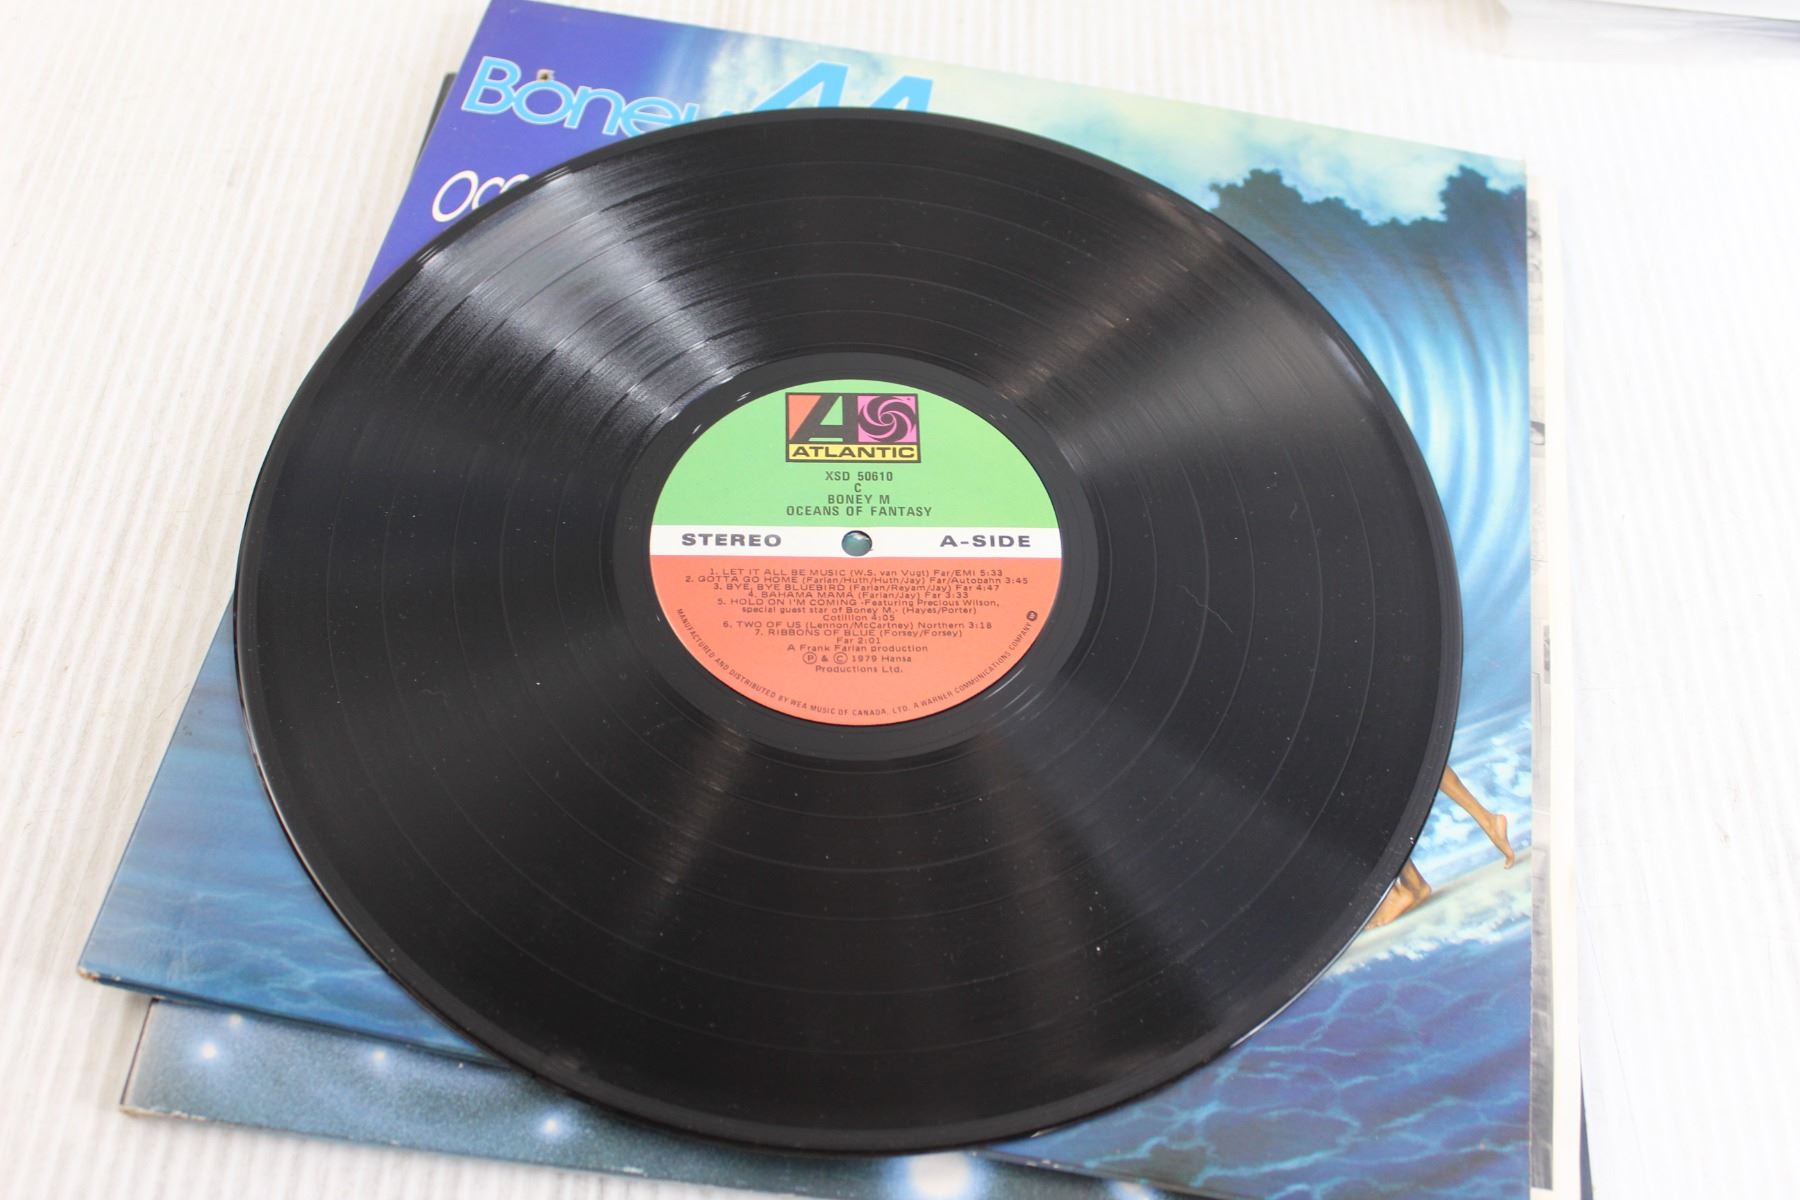 Boney M
ATLANTIC
XSD 50610
C
BONEY M
OCEANS OF FANTASY
STEREO A-SIDE
1. LET IT ALL BE MUSIC (W.S. van Vugt) Far/EMI 5:33
2. GOTTA GO HOME (Farian/Huth/Huth/Jay) Far/Autobahn 3:45
3. BYE, BYE BLUEBIRD (Farian/Reyam/Jay) Far 4:47
4. BAHAMA MAMA (Farian/Jay) Far 3:33
5. HOLD ON I'M COMING -Featuring Precious Wilson,
special guest star of Boney M.- (Hayes/Porter)
Cotillion 4:05
6. TWO OF US (Lennon/McCartney) Northern 3:18
7. RIBBONS OF BLUE (Forsey/Forsey)
Far 2:01
A Frank Farian production
Ⓟ & © 1979 Hansa
Productions Ltd.
MANUFACTURED AND DISTRIBUTED BY WEA MUSIC OF CANADA, LTD. A WARNER COMMUNICATIONS COMPANY